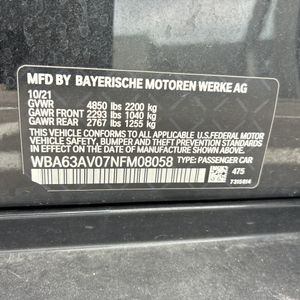 MFD BY BAYERISCHE MOTOREN WERKE AG
10/21
GVWR 4850 lbs 2200 kg
GAWR FRONT 2293 lbs 1040 kg
GAWR REAR 2767 lbs 1255 kg
THIS VEHICLE CONFORMS TO ALL APPLICABLE U.S. FEDERAL MOTOR
VEHICLE SAFETY, BUMPER, AND THEFT PREVENTION STANDARDS
IN EFFECT ON THE DATE OF MANUFACTURE SHOWN ABOVE.
WBA63AV07NFM08058 TYPE: PASSENGER CAR
475
7315814